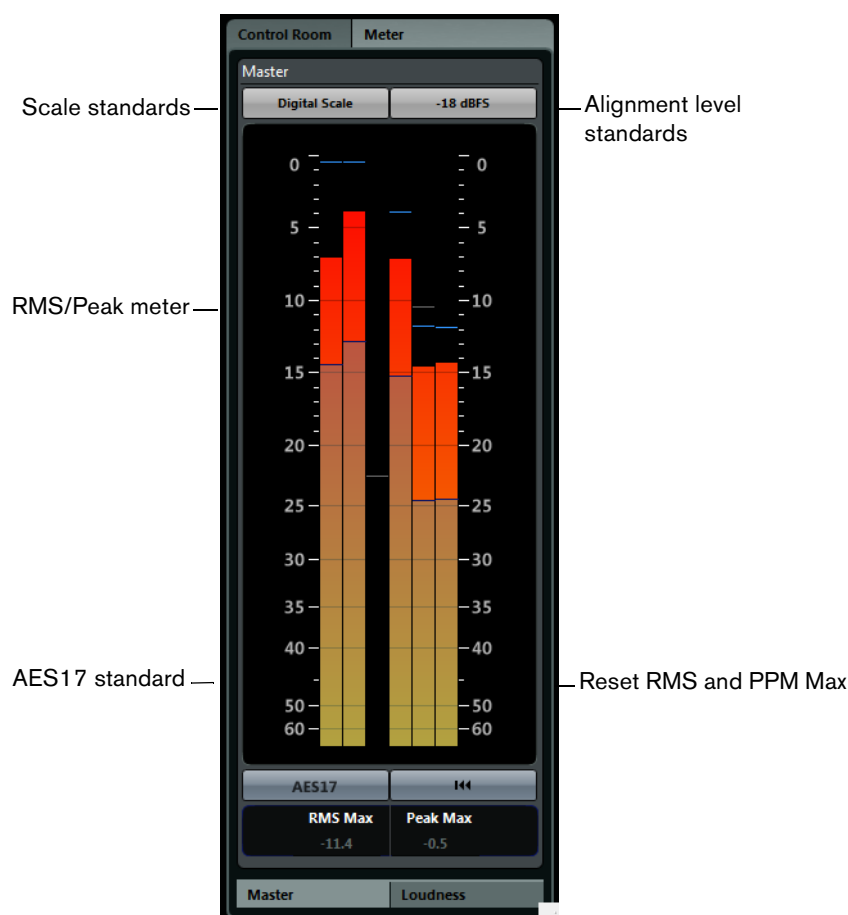 Control Room Meter
Master
Scale standards
Digital Scale -18 dBFS
Alignment level
standards
0 0
5 5
RMS/Peak meter
10 10
15 15
20 20
25 25
30 30
35 35
40 40
AES17 standard
Reset RMS and PPM Max
50 50
60 60
AES17
RMS Max Peak Max
-11.4 -0.5
Master Loudness